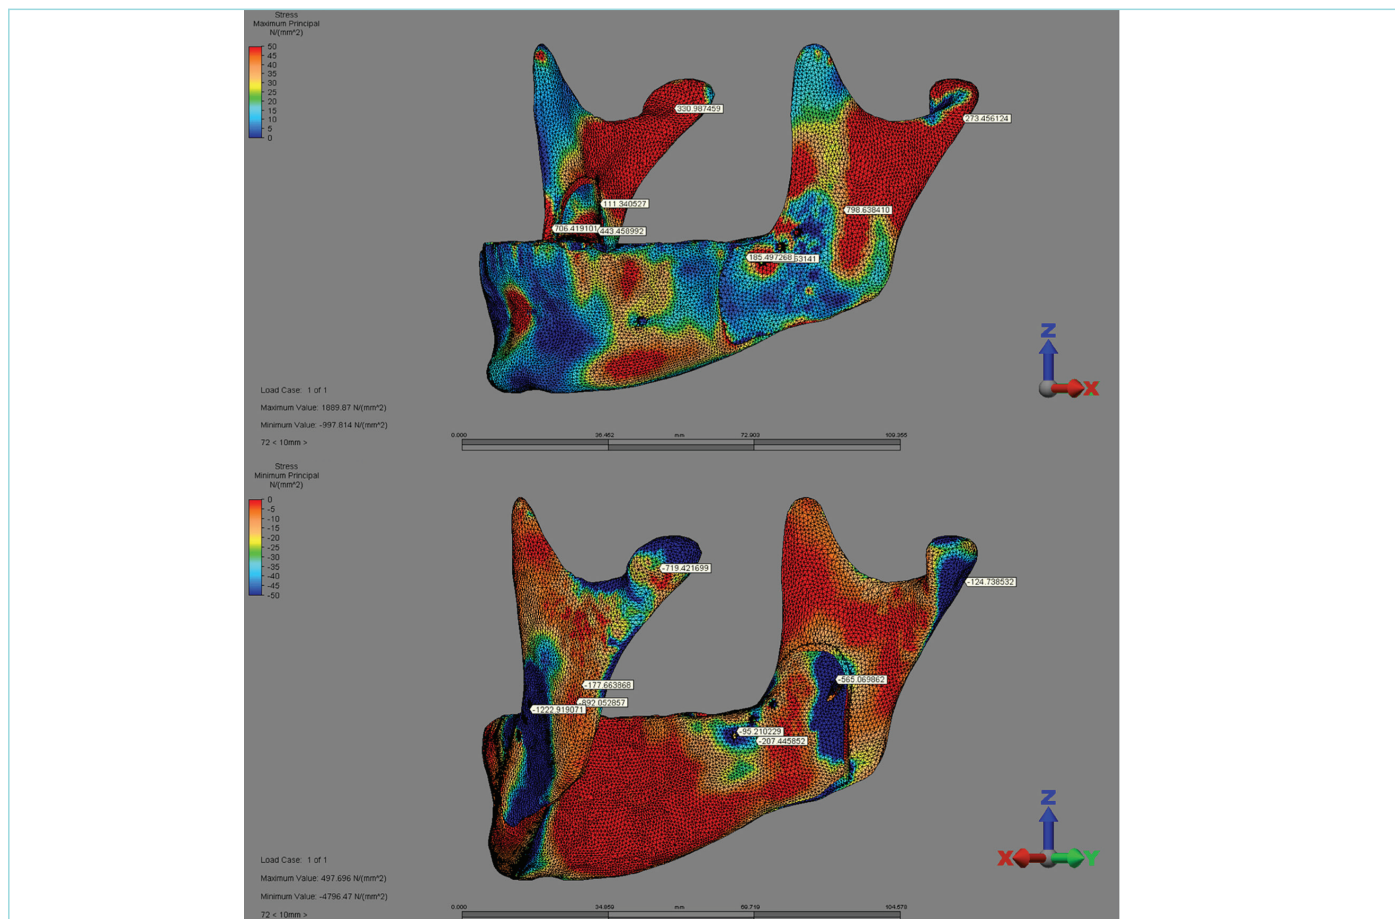 Stress
Maximum Principal
N/(mm^2)
50
45
40
35
30
25
20
15
10
5
0
330.987459
273.456124
111.340527
706.419101
443.458992
798.638410
185.497268
63141
Z
X
Load Case: 1 of 1
Maximum Value: 1889.87 N/(mm^2)
Minimum Value: -997.814 N/(mm^2)
72 < 10mm >
0.000
36.462
mm
72.903
109.365
Stress
Minimum Principal
N/(mm^2)
0
-5
-10
-15
-20
-25
-30
-35
-40
-45
-50
-719.421699
-124.738532
-177.663868
-892.052857
-1222.919071
-565.069862
-95.210229
-207.445852
Z
X
Y
Load Case: 1 of 1
Maximum Value: 497.696 N/(mm^2)
Minimum Value: -4796.47 N/(mm^2)
72 < 10mm >
0.000
34.859
mm
69.719
104.578